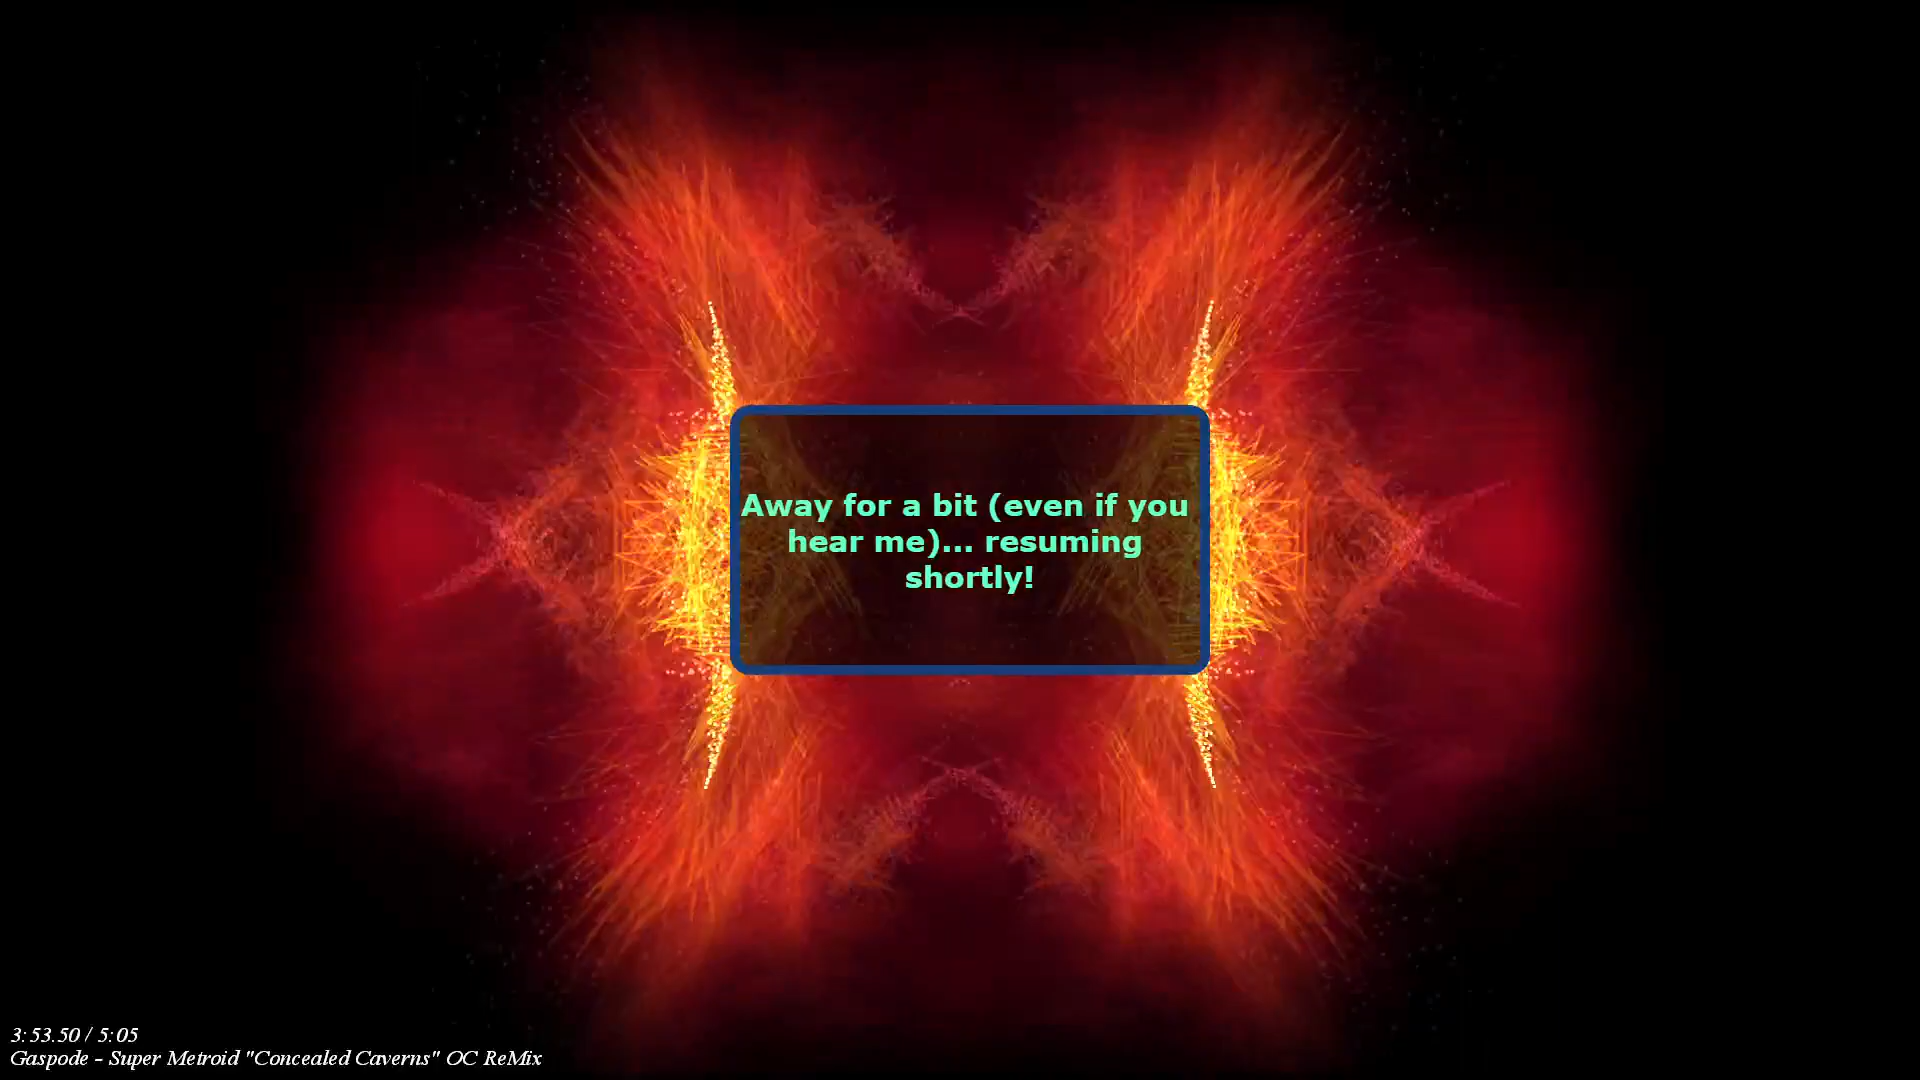 Away for a bit (even if you
hear me)... resuming
shortly!
3:53.50 / 5:05
Gaspode - Super Metroid "Concealed Caverns" OC ReMix